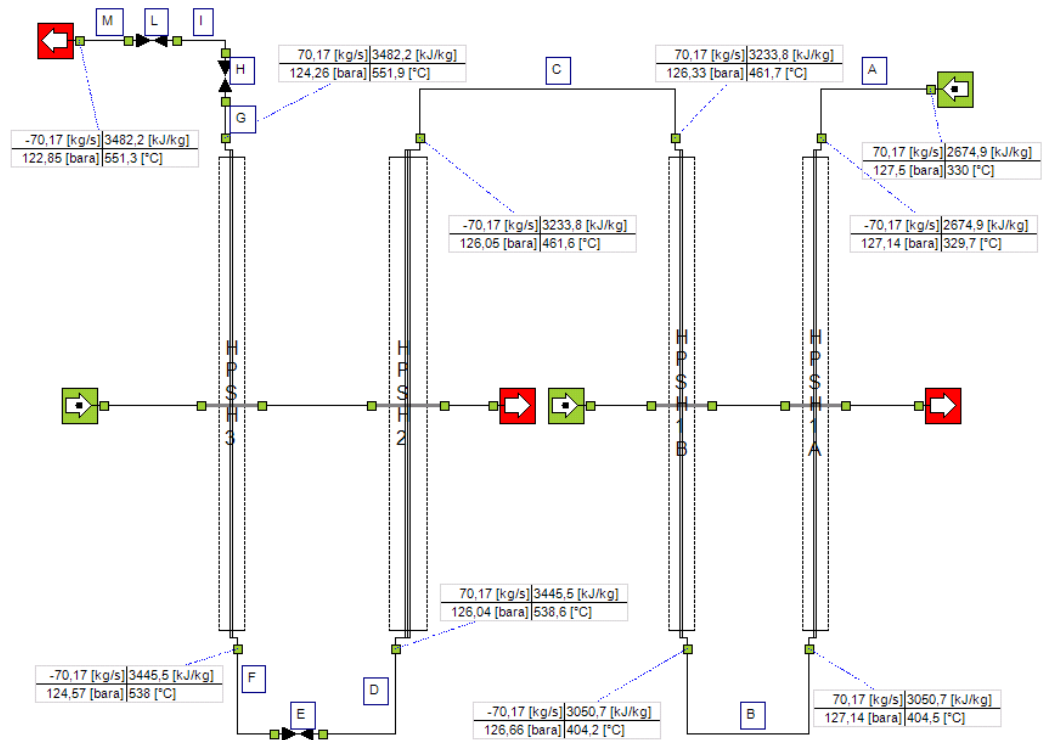 M
L
I
H
G
70,17 [kg/s] 3482,2 [kJ/kg]
124,26 [bara] 551,9 [°C]
C
70,17 [kg/s] 3233,8 [kJ/kg]
126,33 [bara] 461,7 [°C]
A
-70,17 [kg/s] 3482,2 [kJ/kg]
122,85 [bara] 551,3 [°C]
70,17 [kg/s] 2674,9 [kJ/kg]
127,5 [bara] 330 [°C]
-70,17 [kg/s] 3233,8 [kJ/kg]
126,05 [bara] 461,6 [°C]
-70,17 [kg/s] 2674,9 [kJ/kg]
127,14 [bara] 329,7 [°C]
HPSH3
HPSH2
HPSH1B
HPSH1A
70,17 [kg/s] 3445,5 [kJ/kg]
126,04 [bara] 538,6 [°C]
-70,17 [kg/s] 3445,5 [kJ/kg]
124,57 [bara] 538 [°C]
F
E
D
-70,17 [kg/s] 3050,7 [kJ/kg]
126,66 [bara] 404,2 [°C]
B
70,17 [kg/s] 3050,7 [kJ/kg]
127,14 [bara] 404,5 [°C]